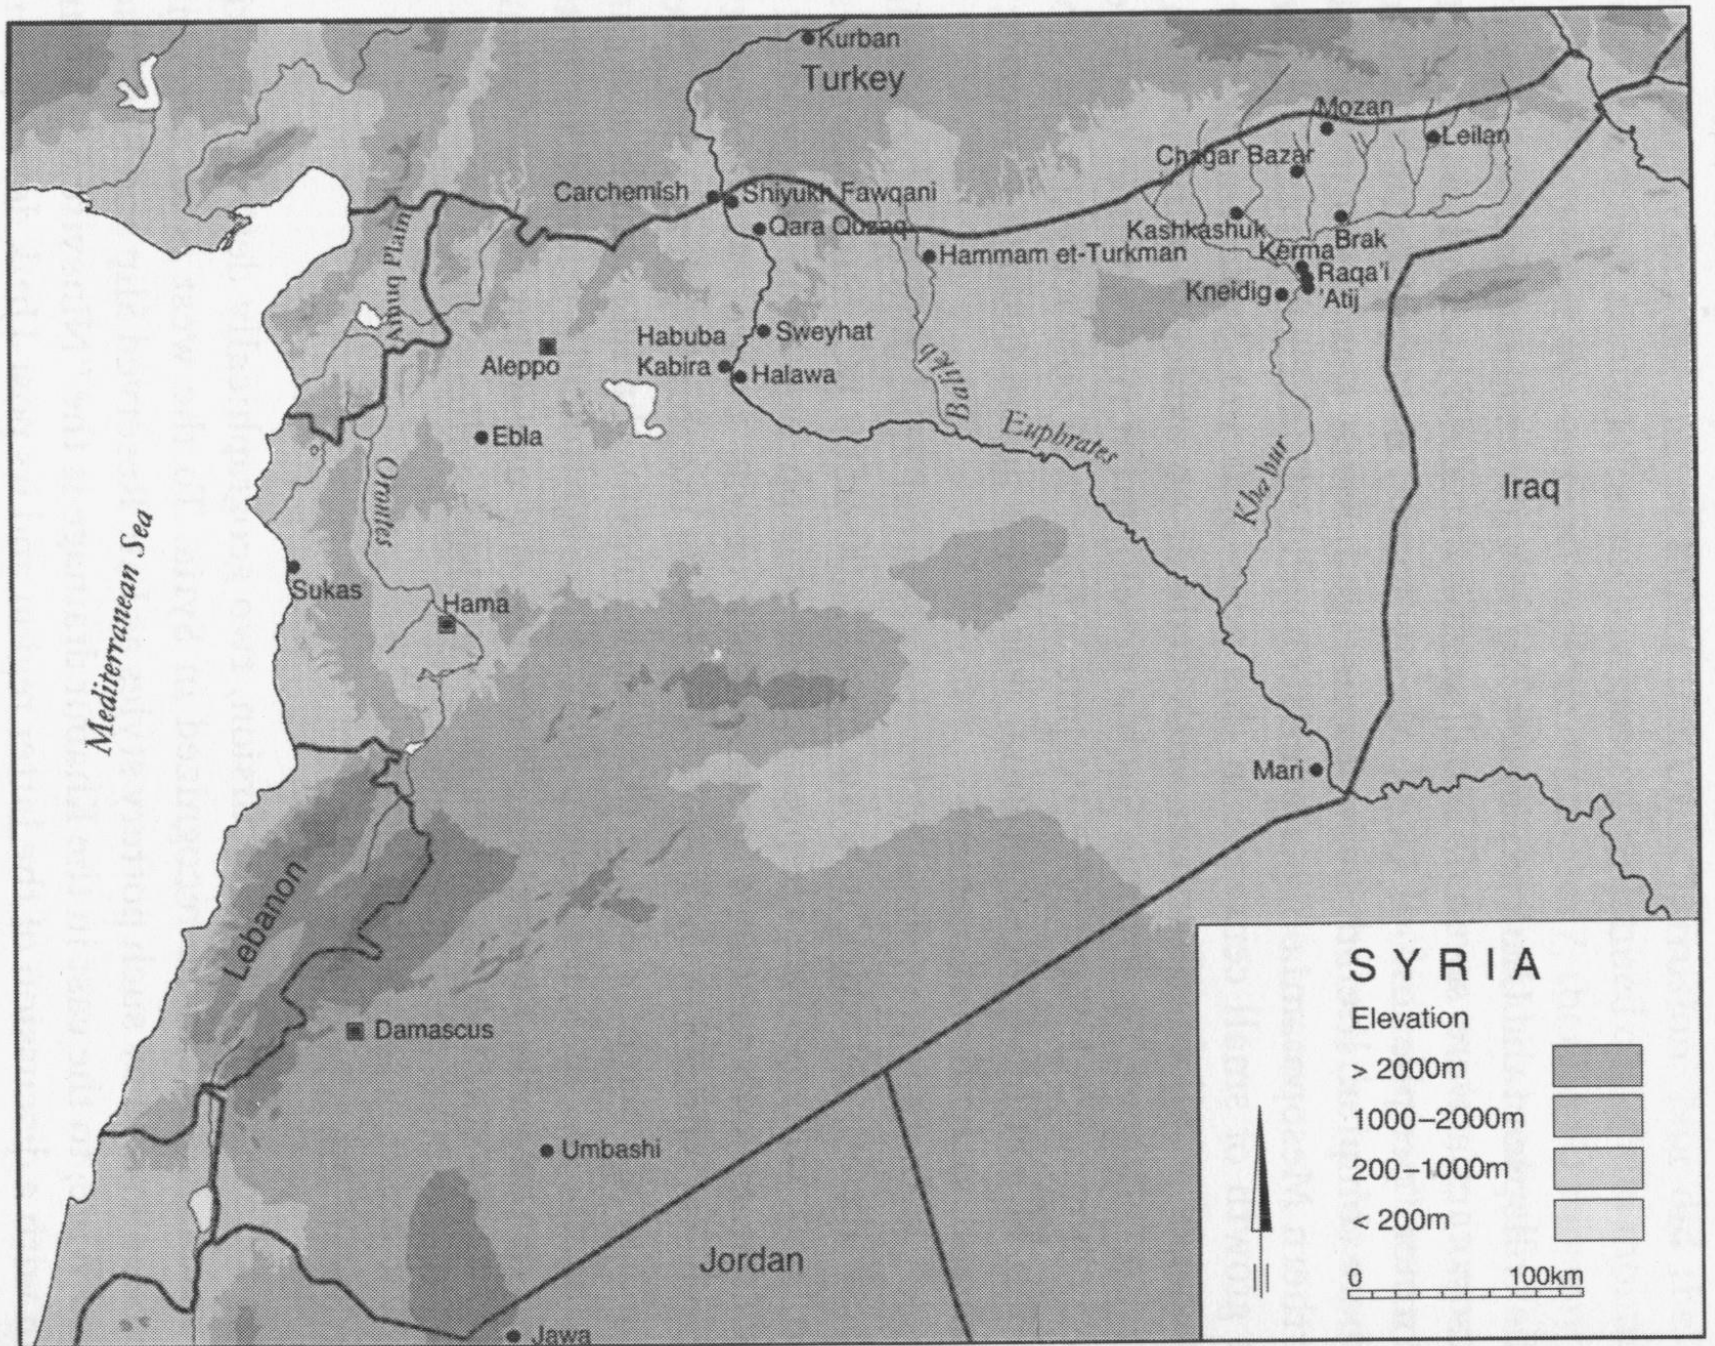 Kurban
Turkey
Mozan
Leilan
Chagar Bazar
Carchemish
Shiyukh Fawqani
Qara Quzaq
Kashkashuk
Brak
Kerma
Hammam et-Turkman
Raqa'i
Kneidig
'Atij
Amuq Plain
Habuba
Kabira
Sweyhat
Halawa
Aleppo
Balikh
Ebla
Euphrates
Khabur
Iraq
Orontes
Mediterranean Sea
Sukas
Hama
Mari
Lebanon
Damascus
Umbashi
Jordan
Jawa
SYRIA
Elevation
> 2000m
1000–2000m
200–1000m
< 200m
0 100km